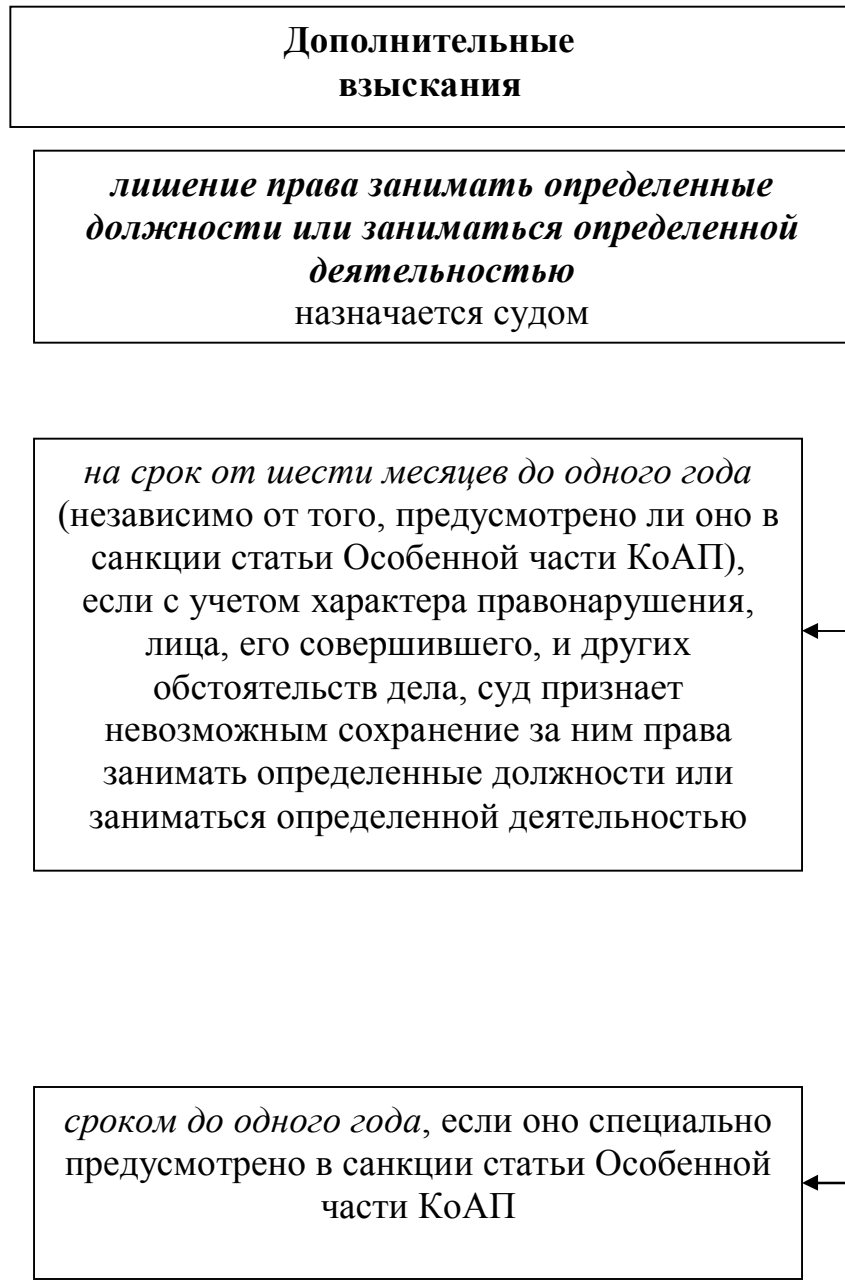 Дополнительные
взыскания
лишение права занимать определенные
должности или заниматься определенной
деятельностью
назначается судом
на срок от шести месяцев до одного года
(независимо от того, предусмотрено ли оно в
санкции статьи Особенной части КоАП),
если с учетом характера правонарушения,
лица, его совершившего, и других
обстоятельств дела, суд признает
невозможным сохранение за ним права
занимать определенные должности или
заниматься определенной деятельностью
сроком до одного года, если оно специально
предусмотрено в санкции статьи Особенной
части КоАП